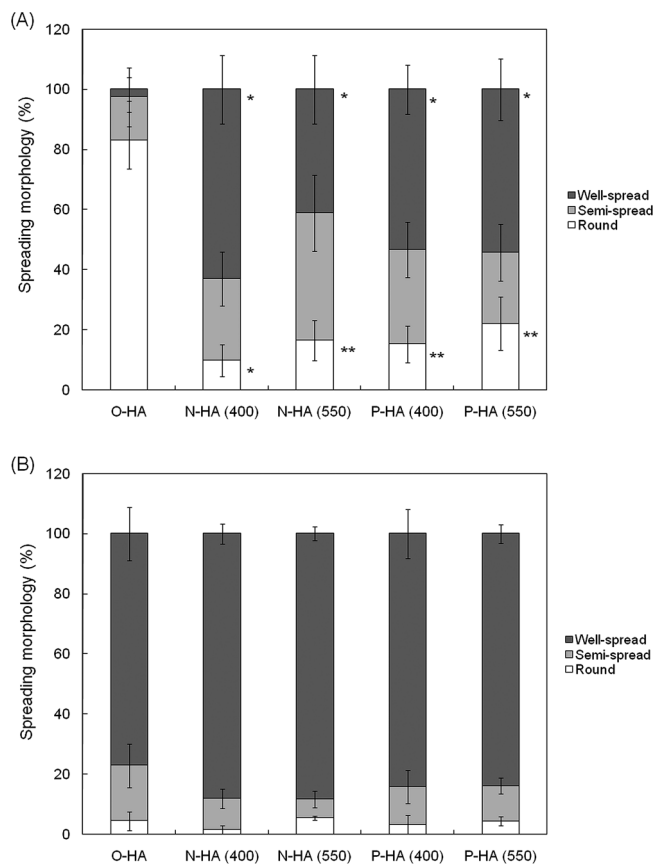 (A)
120
100
80
60
40
20
0
Spreading morphology (%)
*
*
*
*
*
**
**
**
Well-spread
Semi-spread
Round
O-HA N-HA (400) N-HA (550) P-HA (400) P-HA (550)
(B)
120
100
80
60
40
20
0
Spreading morphology (%)
Well-spread
Semi-spread
Round
O-HA N-HA (400) N-HA (550) P-HA (400) P-HA (550)